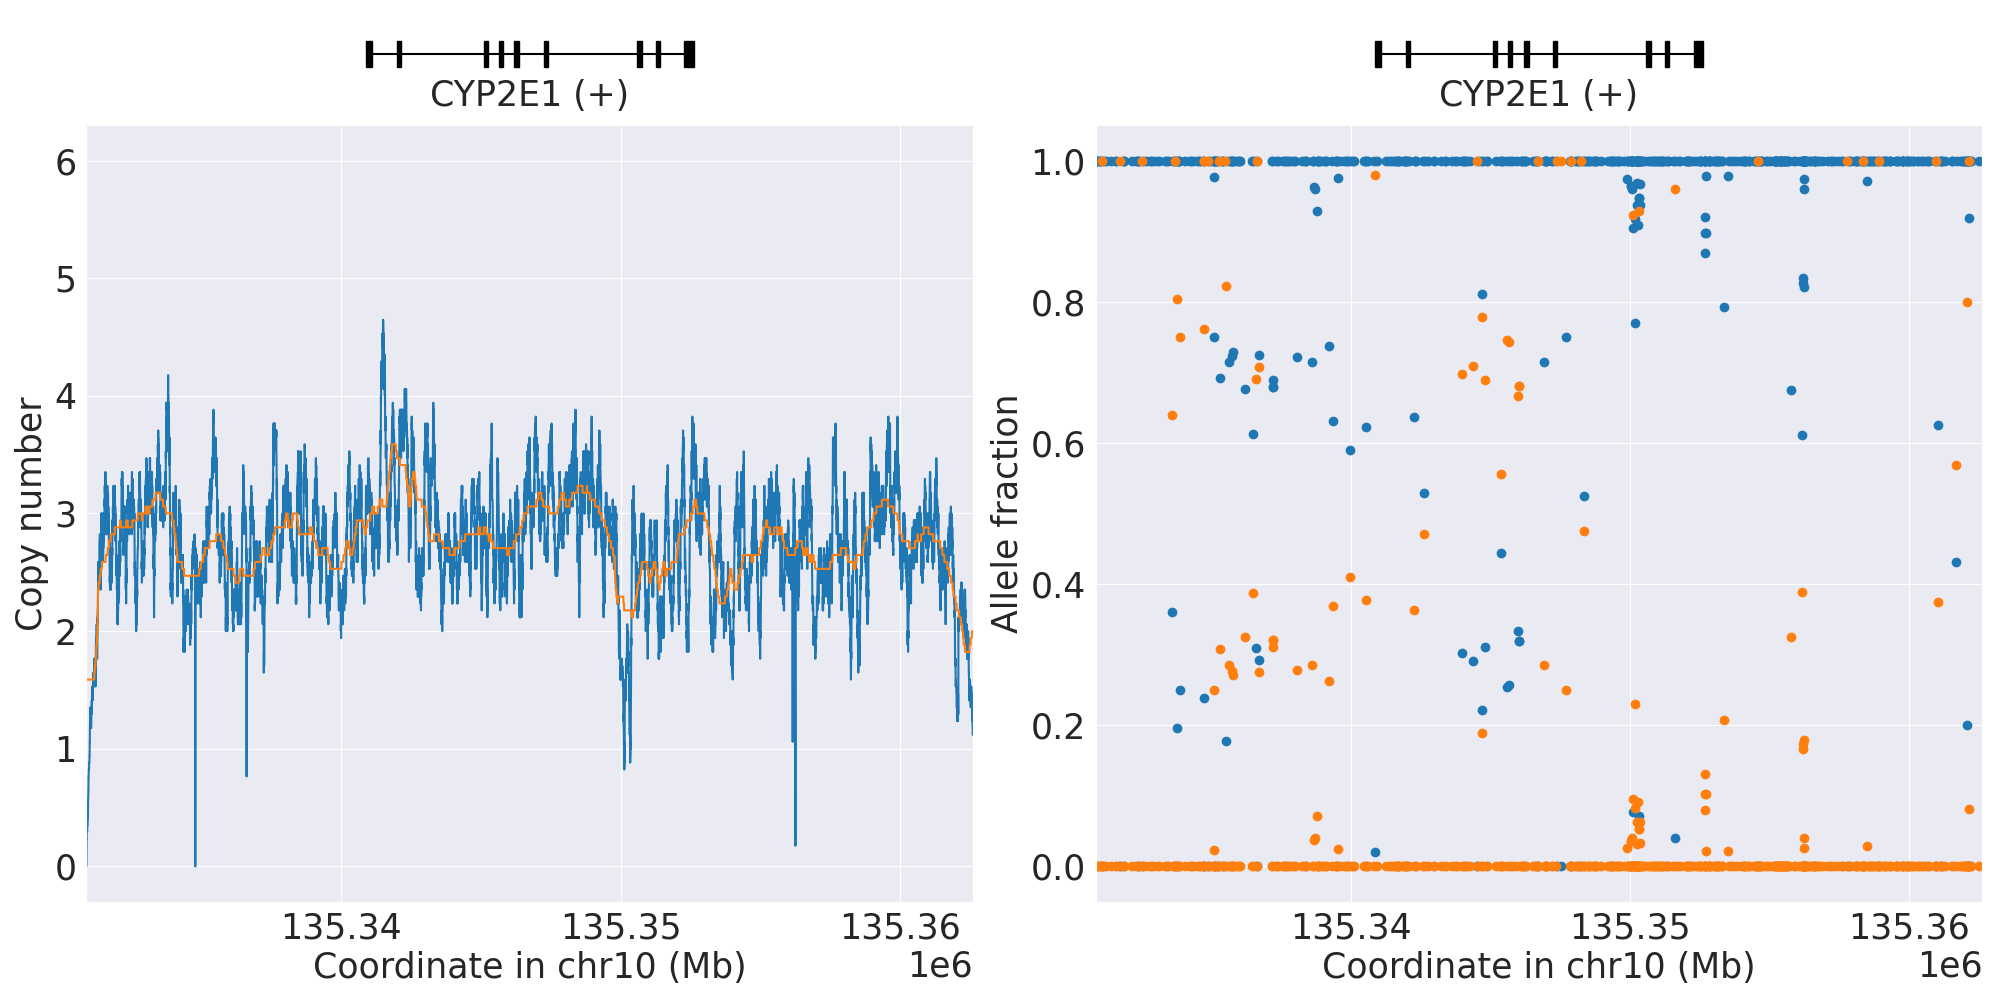 CYP2E1 (+)
6
5
4
3
2
1
0
Copy number
135.34 135.35 135.36
Coordinate in chr10 (Mb)
1e6
CYP2E1 (+)
1.0
0.8
0.6
0.4
0.2
0.0
Allele fraction
135.34 135.35 135.36
Coordinate in chr10 (Mb)
1e6